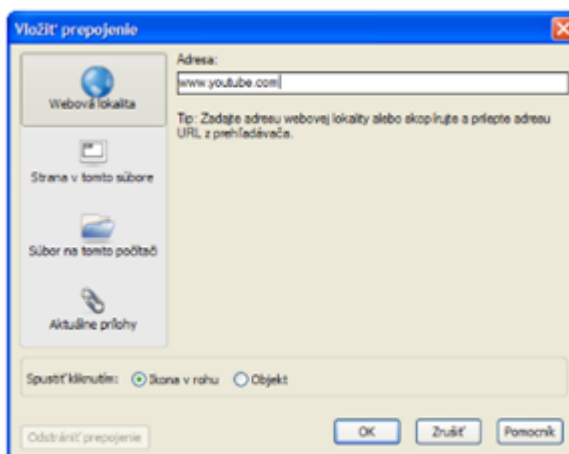 Vložiť prepojenie
Webová lokalita
Strana v tomto súbore
Súbor na tomto počítači
Aktuálne prílohy
Adresa:
www.youtube.com
Tip: Zadajte adresu webovej lokality alebo skopírujte a prilepte adresu
URL z prehľadávača.
Spustiť kliknutím: Ikona v rohu Objekt
Odstrániť prepojenie OK Zrušiť Pomocník